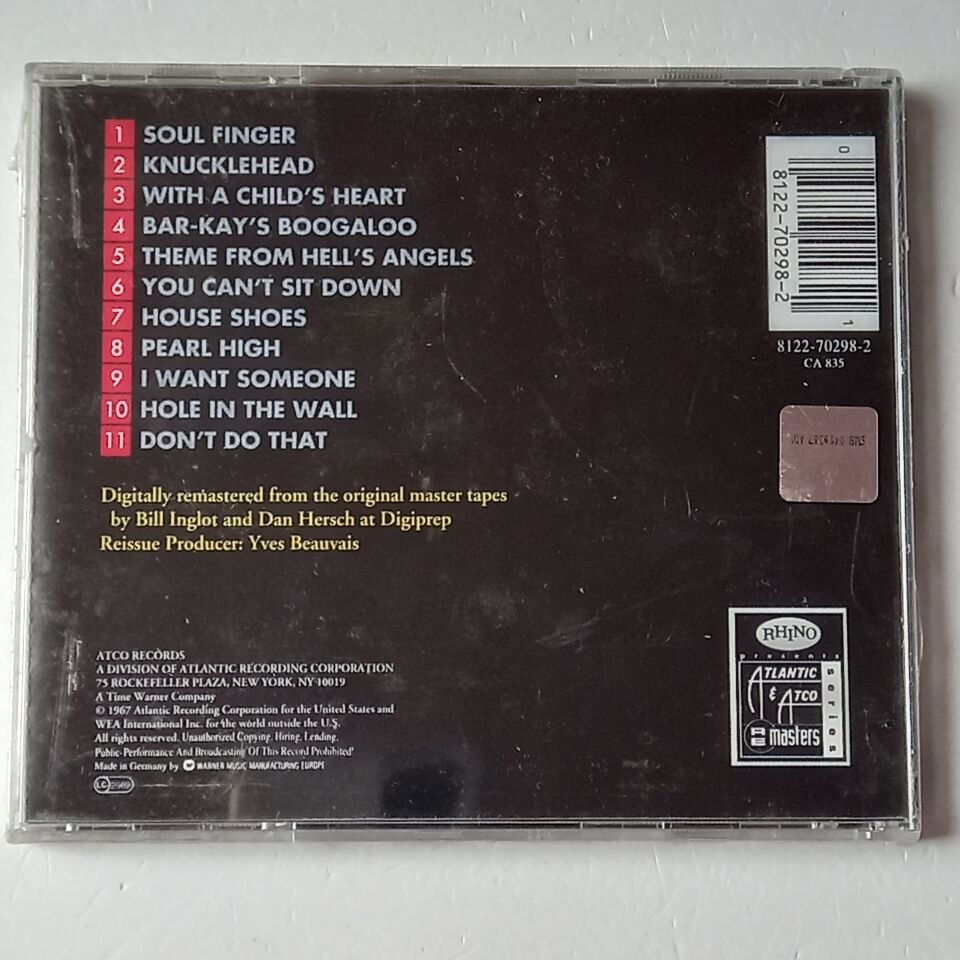 1 SOUL FINGER
2 KNUCKLEHEAD
3 WITH A CHILD'S HEART
4 BAR-KAY'S BOOGALOO
5 THEME FROM HELL'S ANGELS
6 YOU CAN'T SIT DOWN
7 HOUSE SHOES
8 PEARL HIGH
9 I WANT SOMEONE
10 HOLE IN THE WALL
11 DON'T DO THAT
Digitally remastered from the original master tapes
by Bill Inglot and Dan Hersch at Digiprep
Reissue Producer: Yves Beauvais
ATCO RECORDS
A DIVISION OF ATLANTIC RECORDING CORPORATION
75 ROCKEFELLER PLAZA, NEW YORK, NY 10019
A Time Warner Company
© 1967 Atlantic Recording Corporation for the United States and
WEA International Inc. for the world outside the U.S.
All rights reserved. Unauthorized Copying, Hiring, Lending,
Public Performance And Broadcasting Of This Record Prohibited
Made in Germany by WARNER MUSIC MANUFACTURING EUROPE
LC 2982
0 8122-70298-2 1
8122-70298-2
CA 835
RHINO
presents
ATLANTIC
& ATCO
RE masters
series